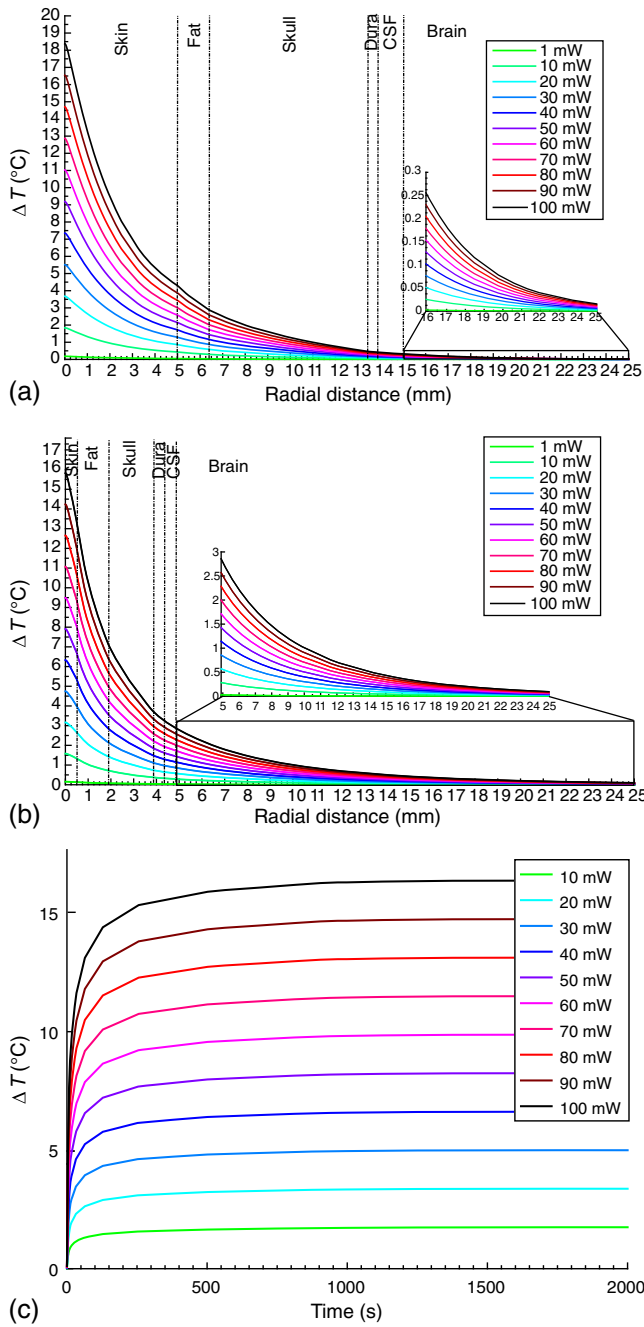 20
19
18
17
16
15
14
13
12
11
10
9
8
7
6
5
4
3
2
1
0
Δ T (°C)
Skin
Fat
Skull
Dura
CSF
Brain
1 mW
10 mW
20 mW
30 mW
40 mW
50 mW
60 mW
70 mW
80 mW
90 mW
100 mW
0.3
0.25
0.2
0.15
0.1
0.05
0
16 16 17 18 19 20 21 22 22 23 24 25
0 1 2 3 4 5 6 7 8 9 10 11 12 13 14 15 16 17 18 19 20 21 22 23 24 25
Radial distance (mm)
(a)
17
16
15
14
13
12
11
10
9
8
7
6
5
4
3
2
1
0
Δ T (°C)
Skin
Fat
Skull
Dura
CSF
Brain
1 mW
10 mW
20 mW
30 mW
40 mW
50 mW
60 mW
70 mW
80 mW
90 mW
100 mW
3
2.5
2
1.5
1
0.5
0
5 6 7 8 9 10 11 12 13 14 15 16 17 18 19 20 21 22 23 24 25
0 1 2 3 4 5 6 7 8 9 10 11 12 13 14 15 16 17 18 19 20 21 22 23 24 25
Radial distance (mm)
(b)
15
10
5
0
Δ T (°C)
10 mW
20 mW
30 mW
40 mW
50 mW
60 mW
70 mW
80 mW
90 mW
100 mW
0 500 1000 1500 2000
Time (s)
(c)